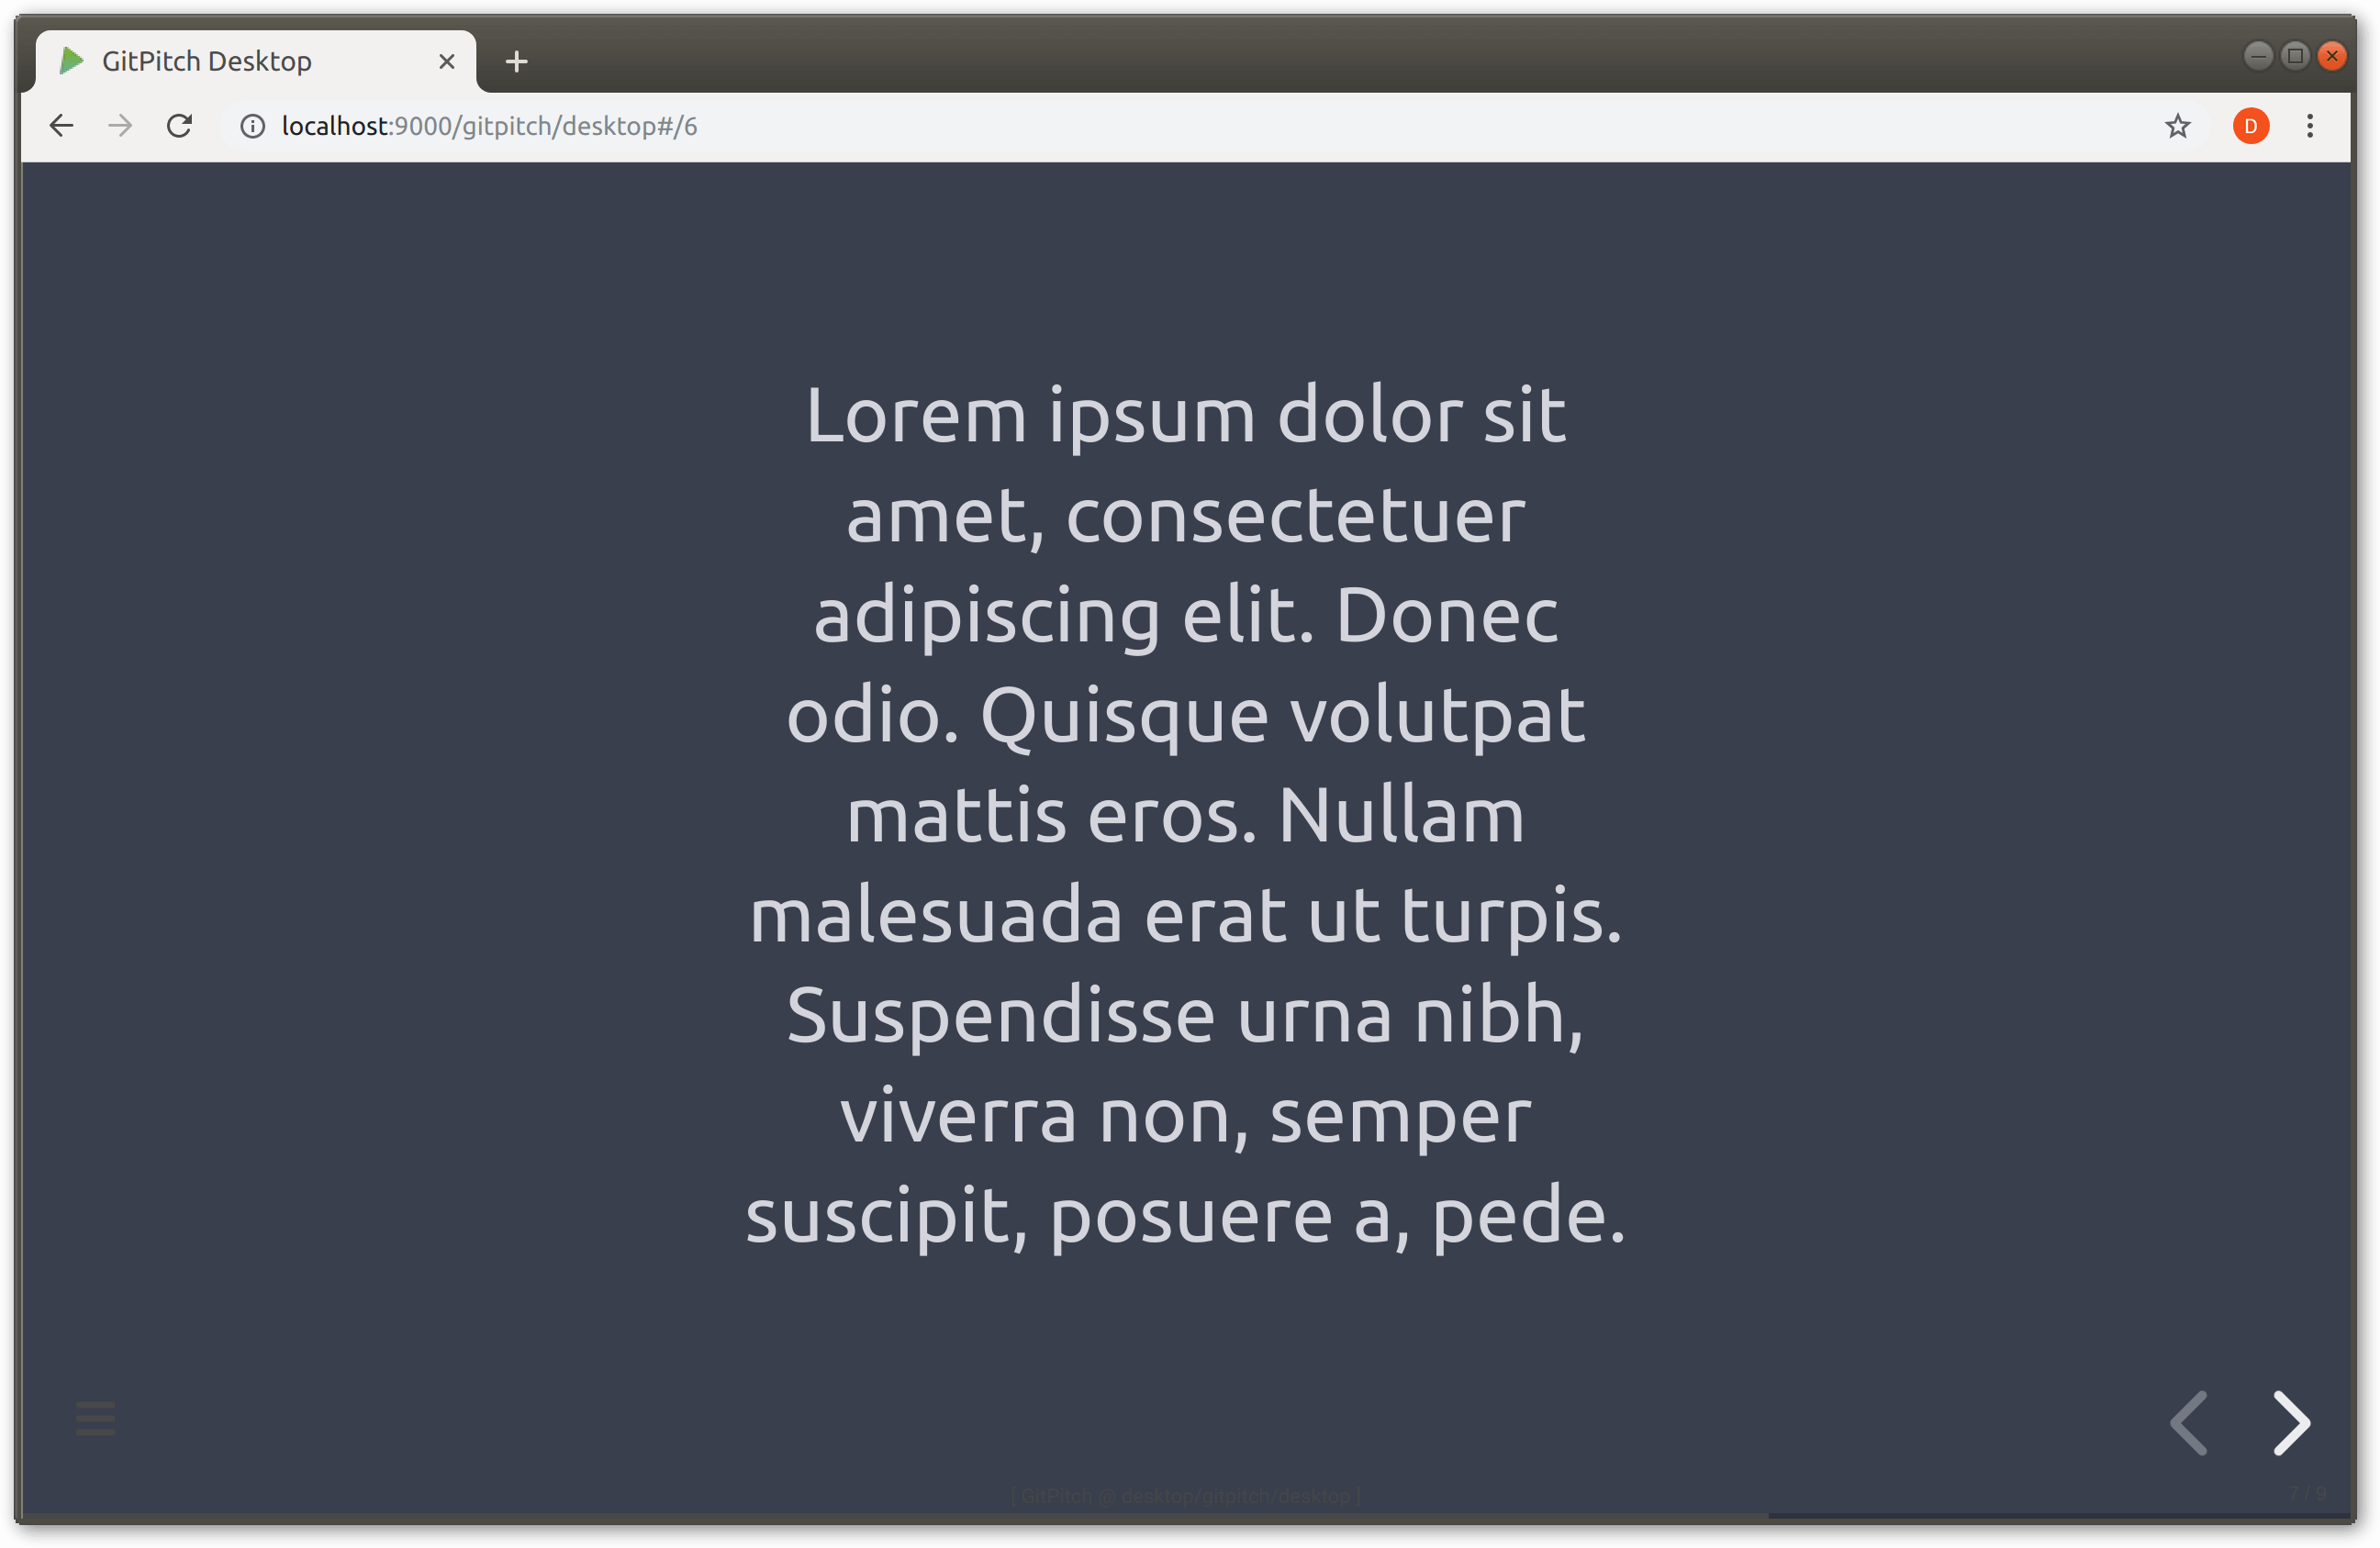 GitPitch Desktop
localhost:9000/gitpitch/desktop#/6
D
Lorem ipsum dolor sit
amet, consectetuer
adipiscing elit. Donec
odio. Quisque volutpat
mattis eros. Nullam
malesuada erat ut turpis.
Suspendisse urna nibh,
viverra non, semper
suscipit, posuere a, pede.
[ GitPitch @ desktop/gitpitch/desktop ]
7 / 9